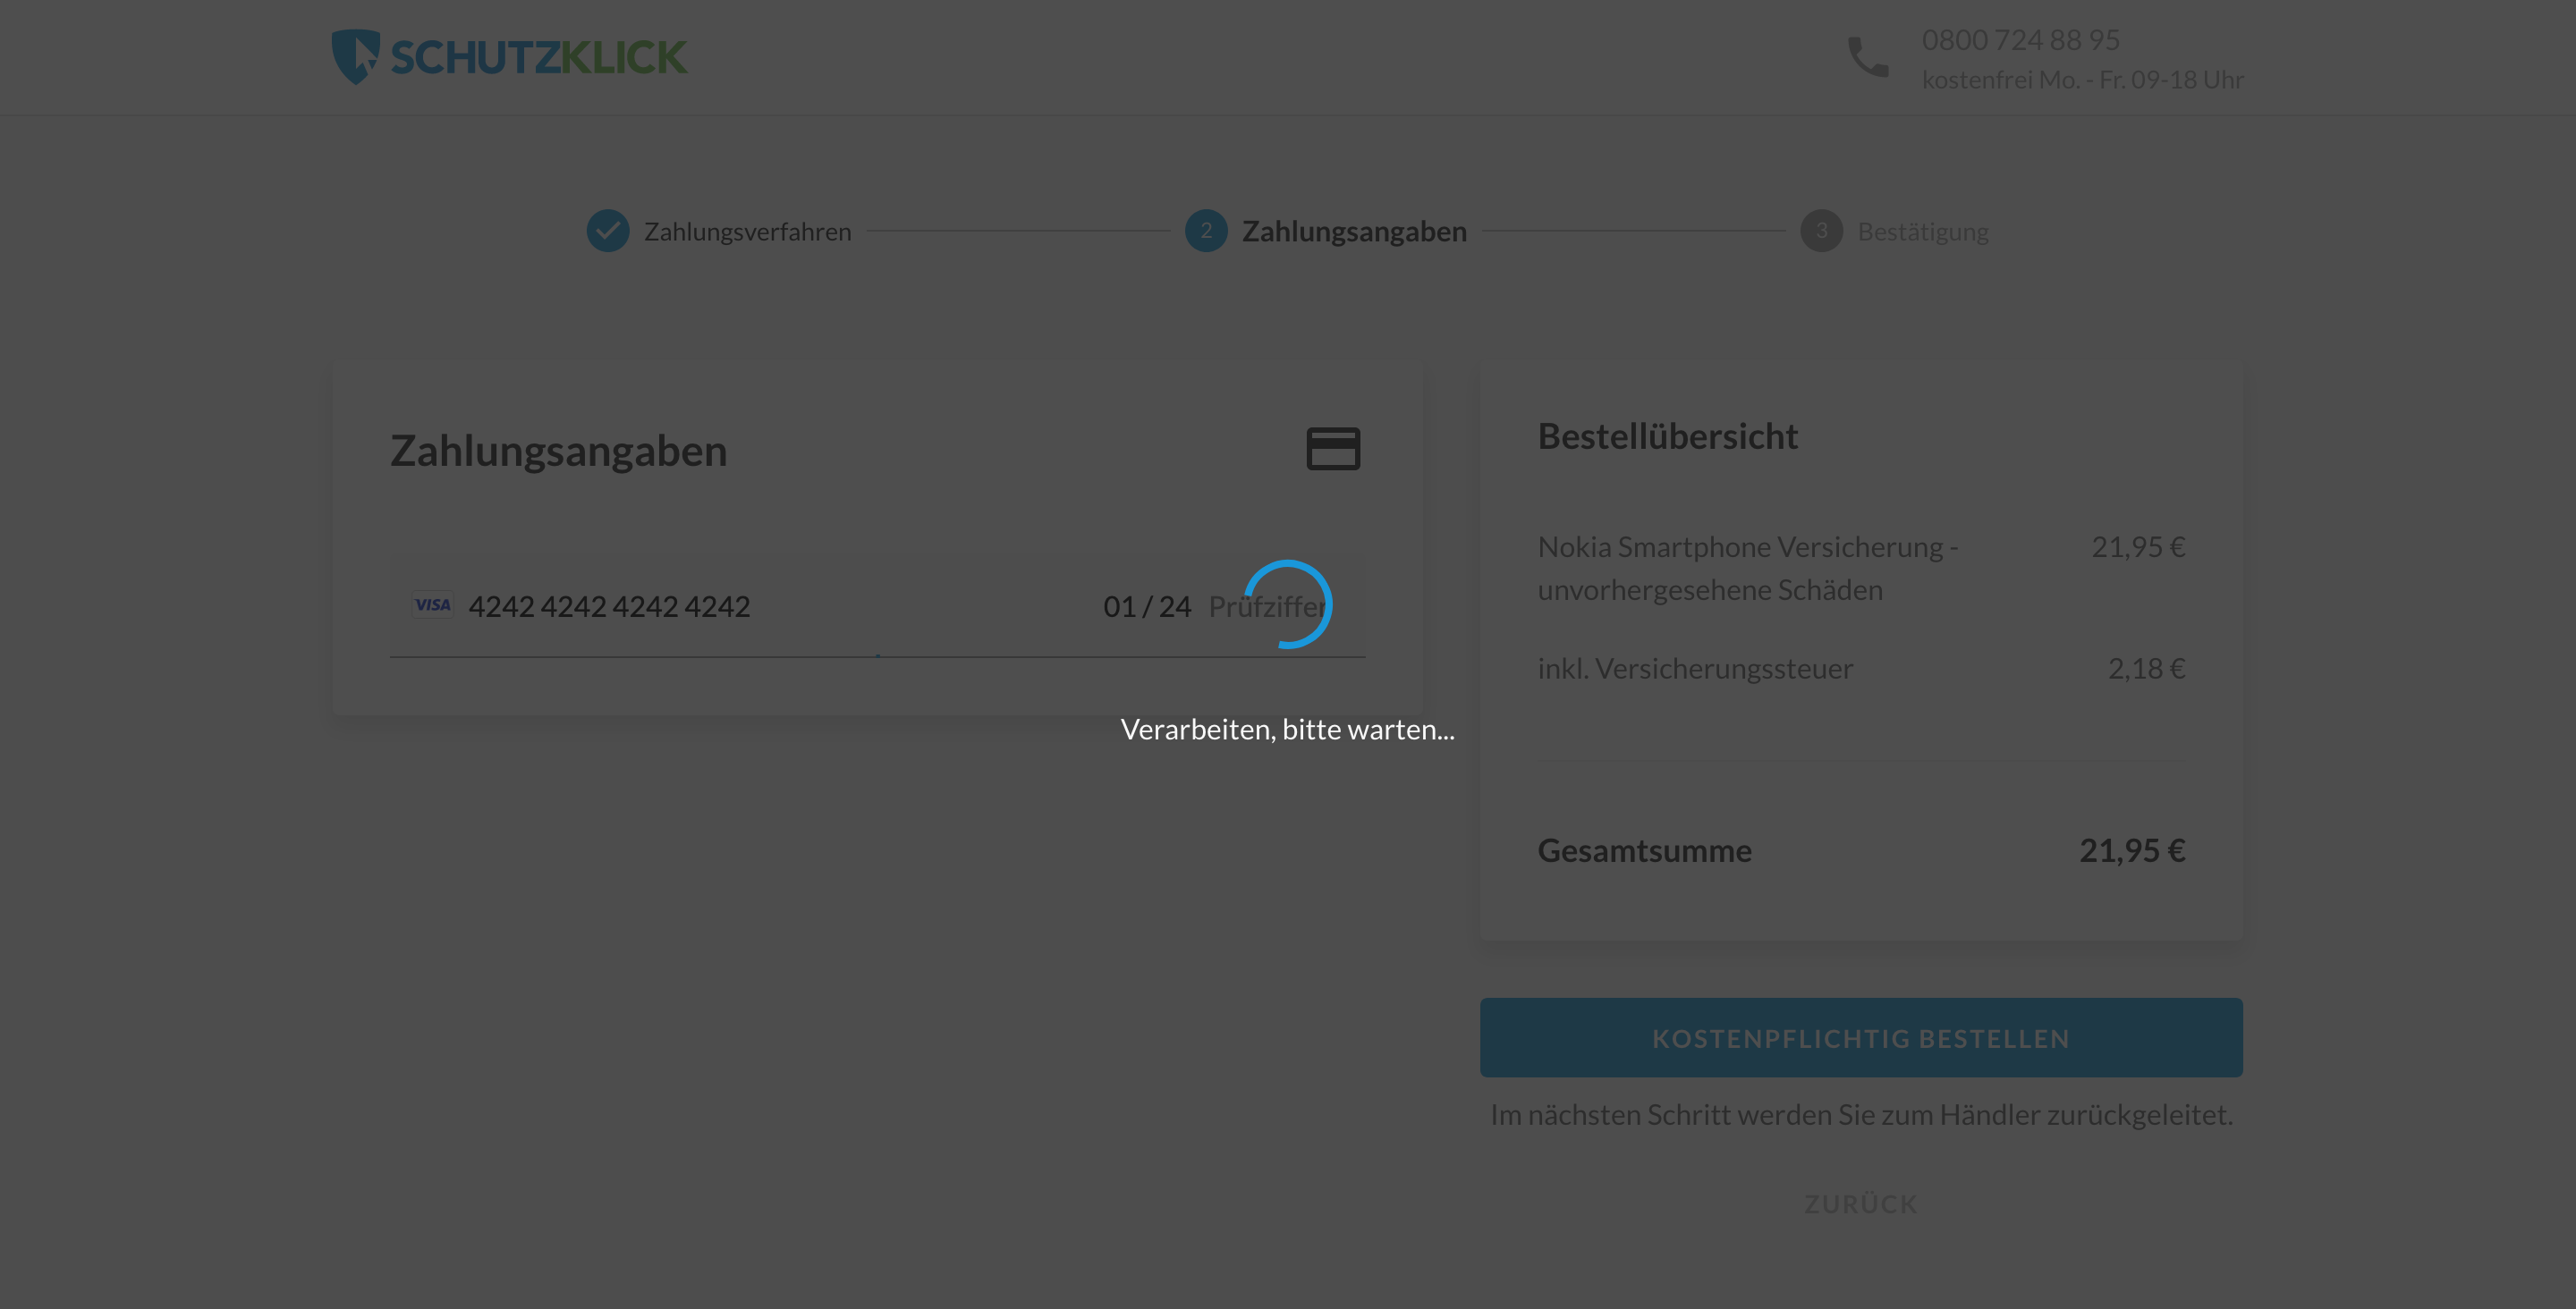 SCHUTZKLICK
0800 724 88 95
kostenfrei Mo. - Fr. 09-18 Uhr
Zahlungsverfahren
2 Zahlungsangaben
3 Bestätigung
Zahlungsangaben
VISA 4242 4242 4242 4242 01 / 24 Prüfziffer
Verarbeiten, bitte warten...
Bestellübersicht
Nokia Smartphone Versicherung - 21,95 €
unvorhergesehene Schäden
inkl. Versicherungssteuer 2,18 €
Gesamtsumme 21,95 €
KOSTENPFLICHTIG BESTELLEN
Im nächsten Schritt werden Sie zum Händler zurückgeleitet.
ZURÜCK